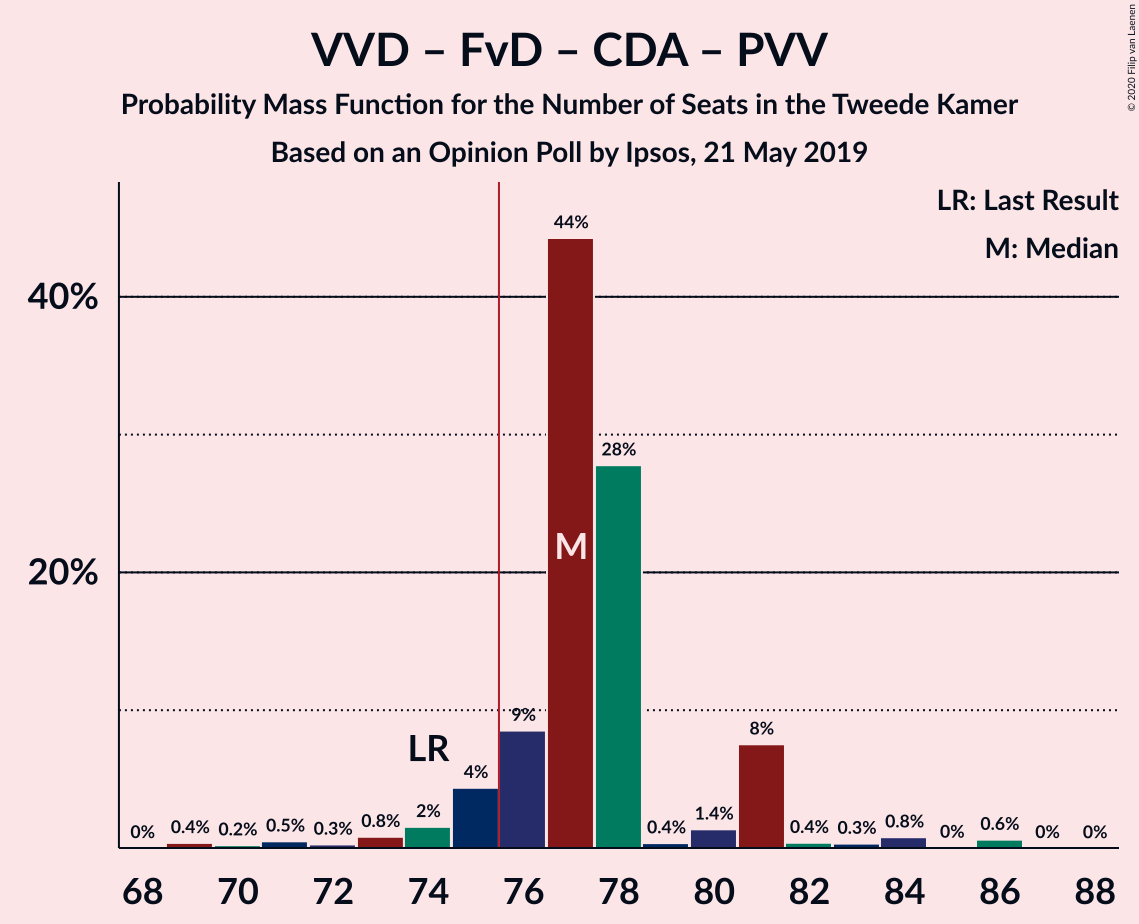 VVD – FvD – CDA – PVV
Probability Mass Function for the Number of Seats in the Tweede Kamer
Based on an Opinion Poll by Ipsos, 21 May 2019
© 2020 Filip van Laenen
LR: Last Result
M: Median
40%
20%
0%
0.4%
0.2%
0.5%
0.3%
0.8%
2%
LR
4%
9%
44%
M
28%
0.4%
1.4%
8%
0.4%
0.3%
0.8%
0%
0.6%
0%
0%
68 70 72 74 76 78 80 82 84 86 88